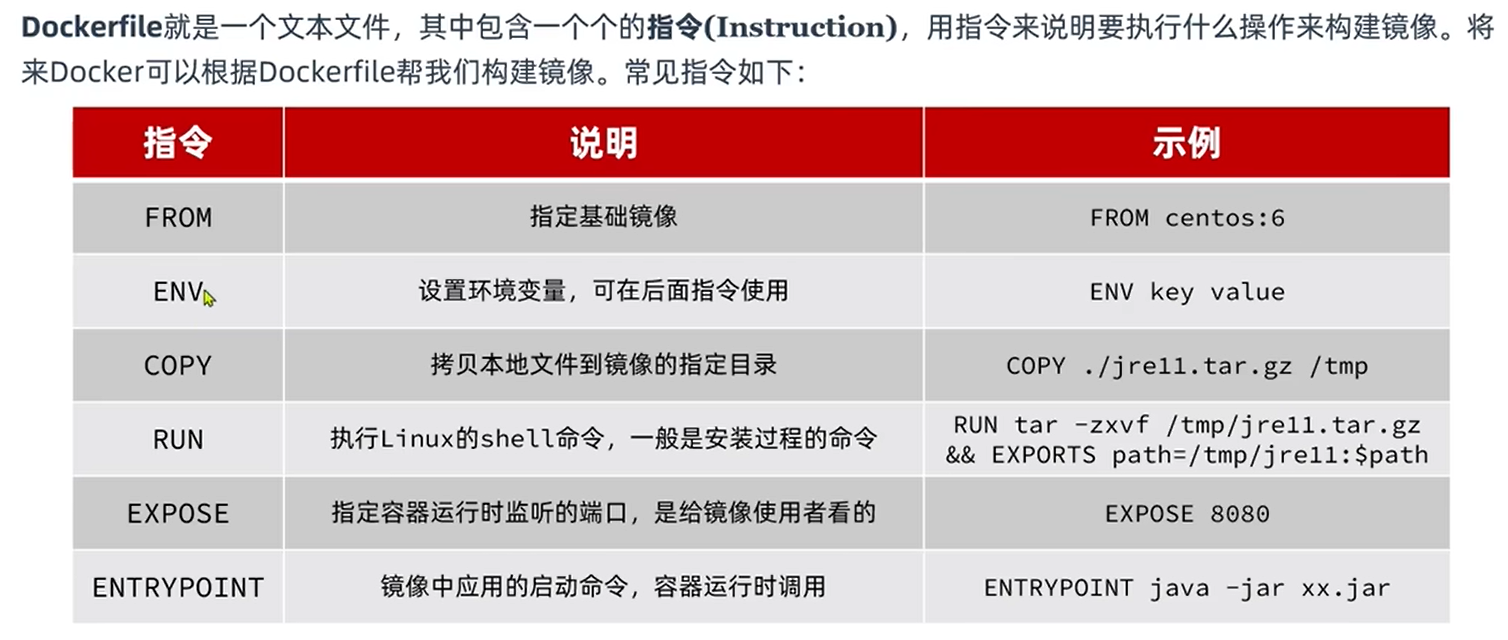 Dockerfile就是一个文本文件，其中包含一个个的指令(Instruction)，用指令来说明要执行什么操作来构建镜像。将
来Docker可以根据Dockerfile帮我们构建镜像。常见指令如下：
指令 说明 示例
FROM 指定基础镜像 FROM centos:6
ENV 设置环境变量，可在后面指令使用 ENV key value
COPY 拷贝本地文件到镜像的指定目录 COPY ./jre11.tar.gz /tmp
RUN 执行Linux的shell命令，一般是安装过程的命令 RUN tar -zxvf /tmp/jre11.tar.gz
&& EXPORTS path=/tmp/jre11:$path
EXPOSE 指定容器运行时监听的端口，是给镜像使用者看的 EXPOSE 8080
ENTRYPOINT 镜像中应用的启动命令，容器运行时调用 ENTRYPOINT java -jar xx.jar